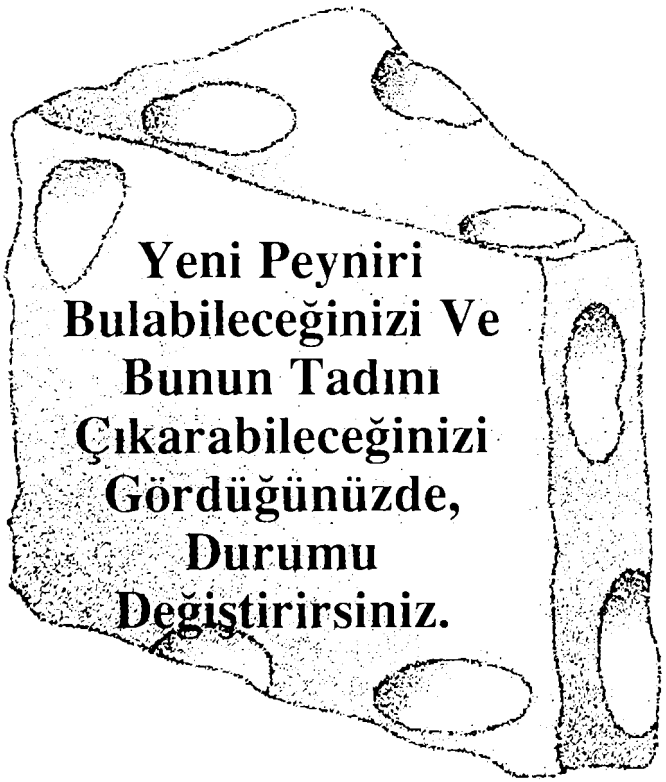 Yeni Peyniri
Bulabileceğinizi Ve
Bunun Tadını
Çıkarabileceğinizi
Gördüğünüzde,
Durumu
Değiştirirsiniz.